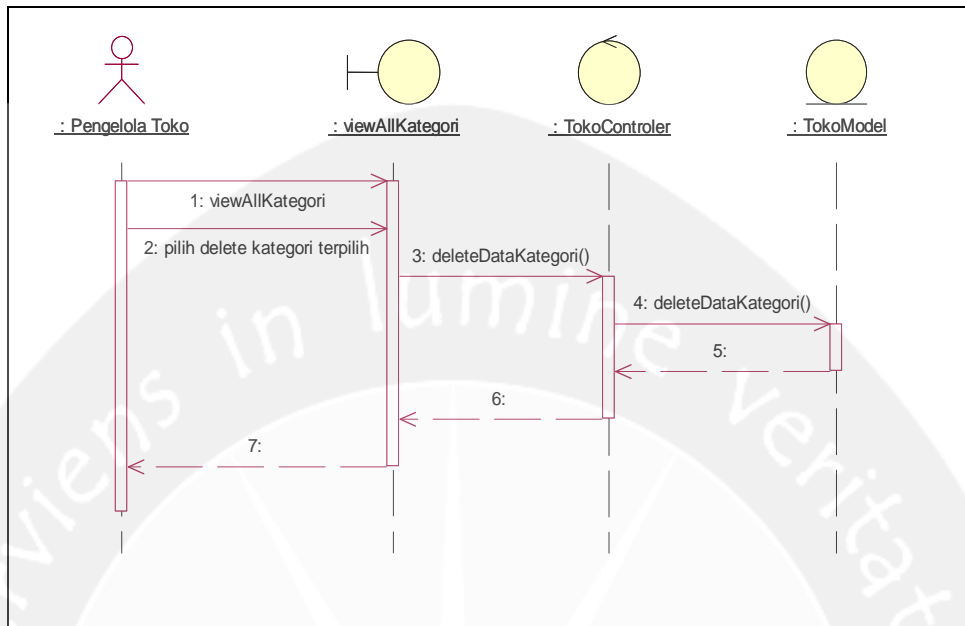 : Pengelola Toko
: viewAllKategori
: TokoControler
: TokoModel
1: viewAllKategori
2: pilih delete kategori terpilih
3: deleteDataKategori()
4: deleteDataKategori()
5:
6:
7:
viens in lumine veritat